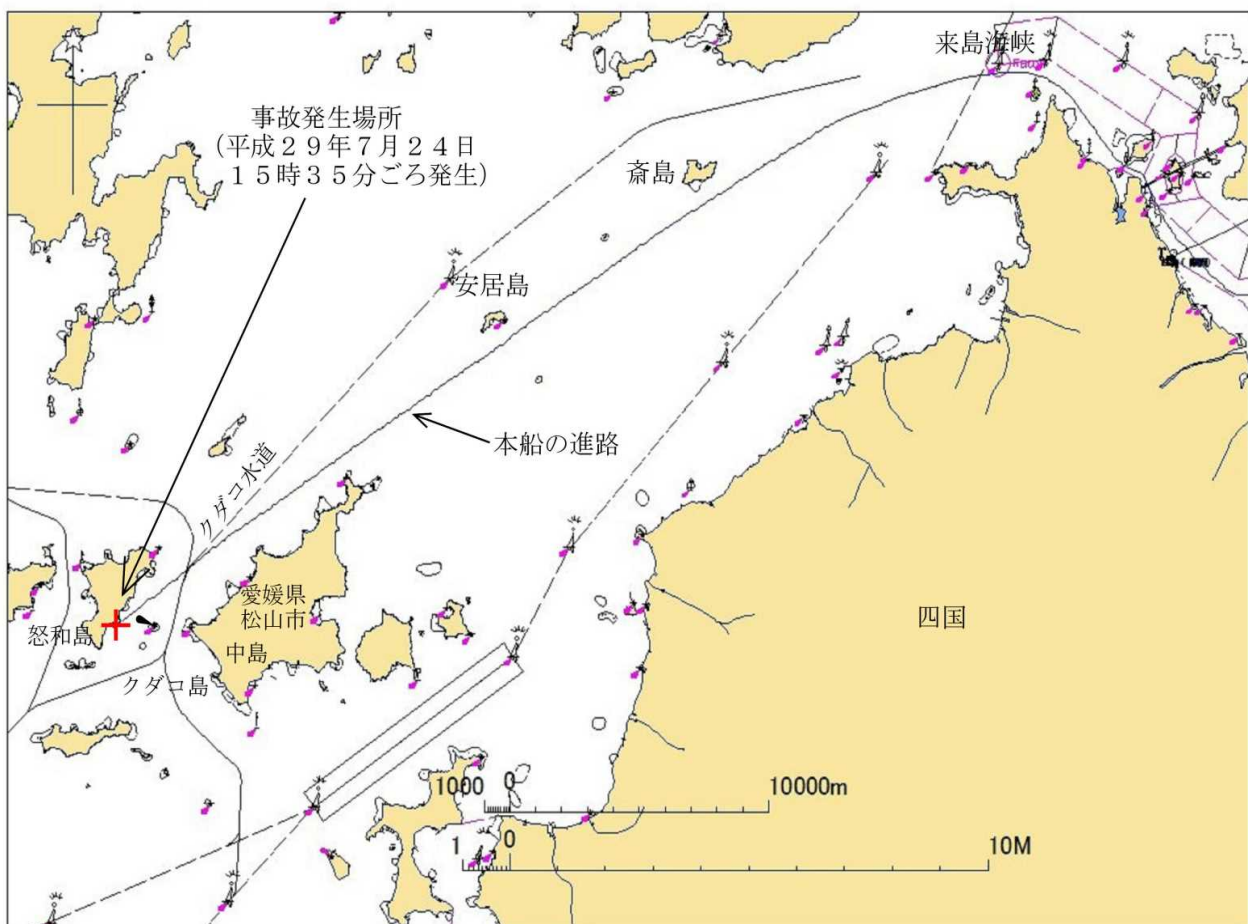 来島海峡
事故発生場所
(平成２９年７月２４日
１５時３５分ごろ発生)
斎島
安居島
本船の進路
クダコ水道
愛媛県
松山市
中島
怒和島
クダコ島
四国
1000 0 10000m
1 0 10M